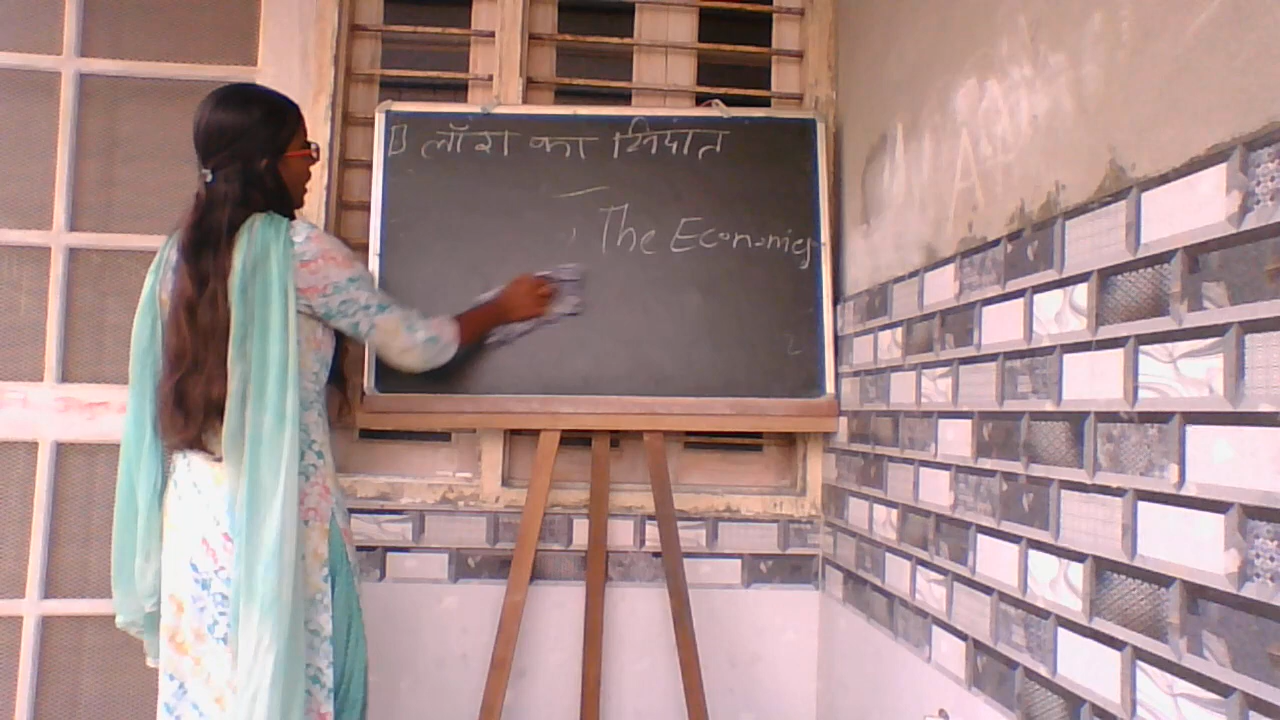 लॉश का सिदांत
The Economics